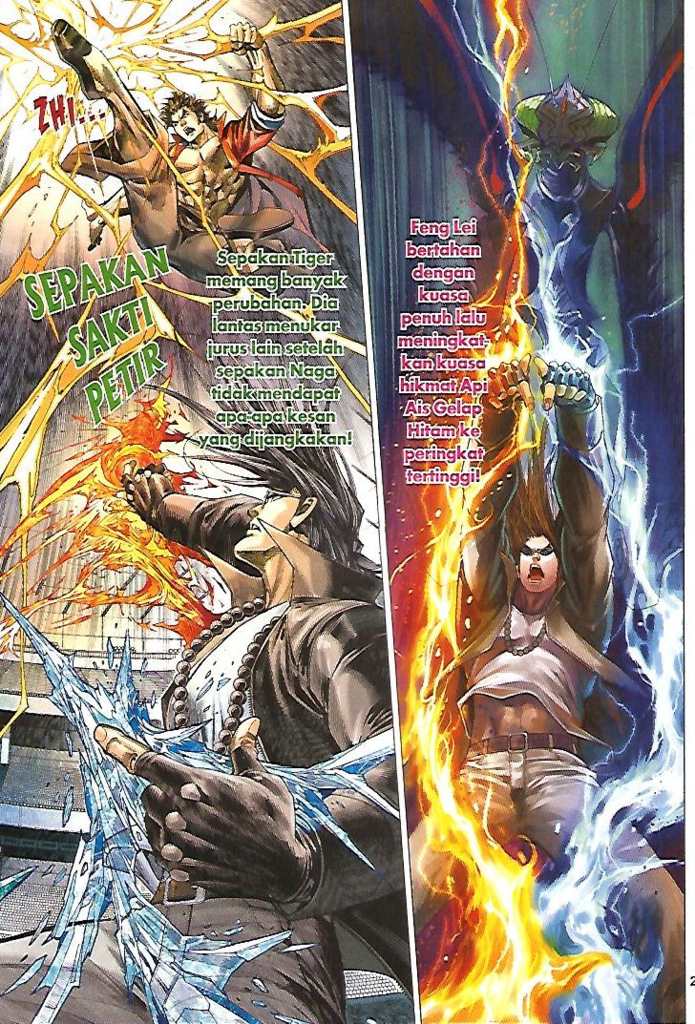 ZHI...
SEPAKAN
SAKTI
PETIR
Sepakan Tiger
memang banyak
perubahan. Dia
lantas menukar
jurus lain setelah
sepakan Naga
tidak mendapat
apa-apa kesan
yang dijangkakan!
Feng Lei
bertahan
dengan
kuasa
penuh lalu
meningkat-
kan kuasa
hikmat Api
Ais Gelap
Hitam ke
peringkat
tertinggi!
2